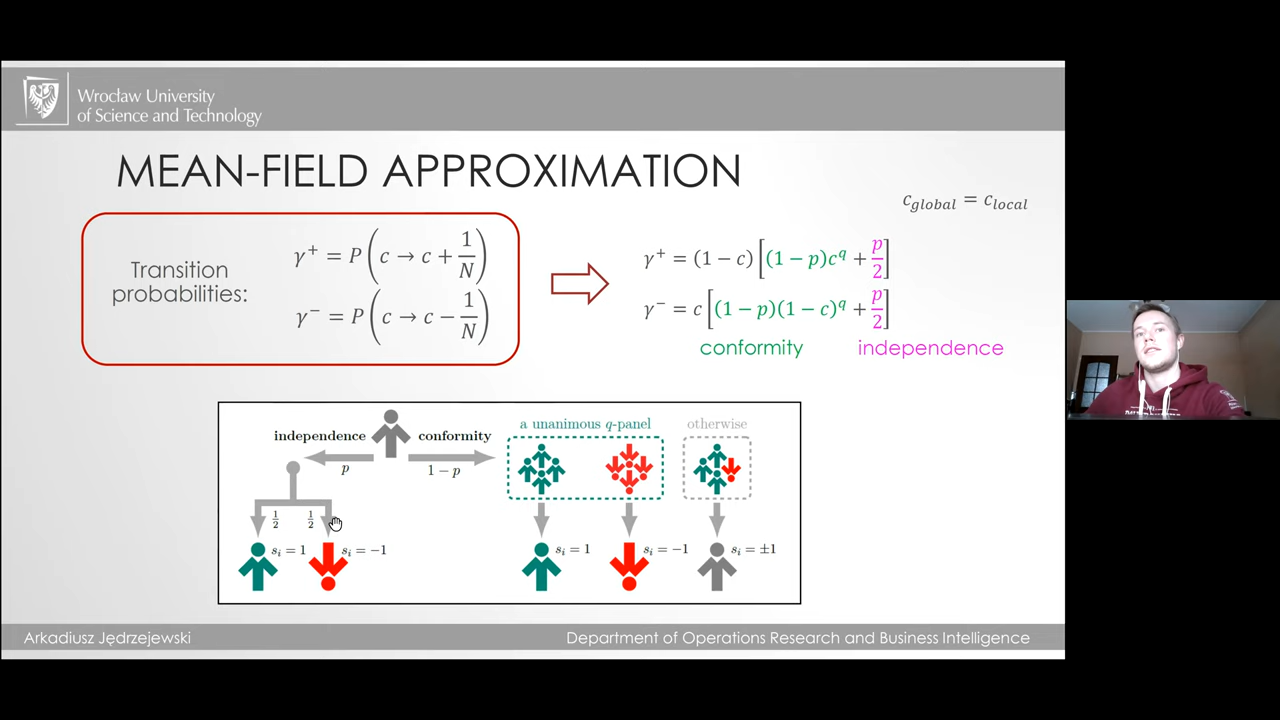 Wrocław University
of Science and Technology
MEAN-FIELD APPROXIMATION
c_global = c_local
Transition
probabilities:
γ⁺ = P(c → c + 1/N)
γ⁻ = P(c → c − 1/N)
γ⁺ = (1 − c)[(1 − p)c^q + p/2]
γ⁻ = c[(1 − p)(1 − c)^q + p/2]
conformity independence
independence conformity
p 1 − p
a unanimous q-panel otherwise
1/2 1/2
s_i = 1 s_i = −1 s_i = 1 s_i = −1 s_i = ±1
Arkadiusz Jędrzejewski Department of Operations Research and Business Intelligence